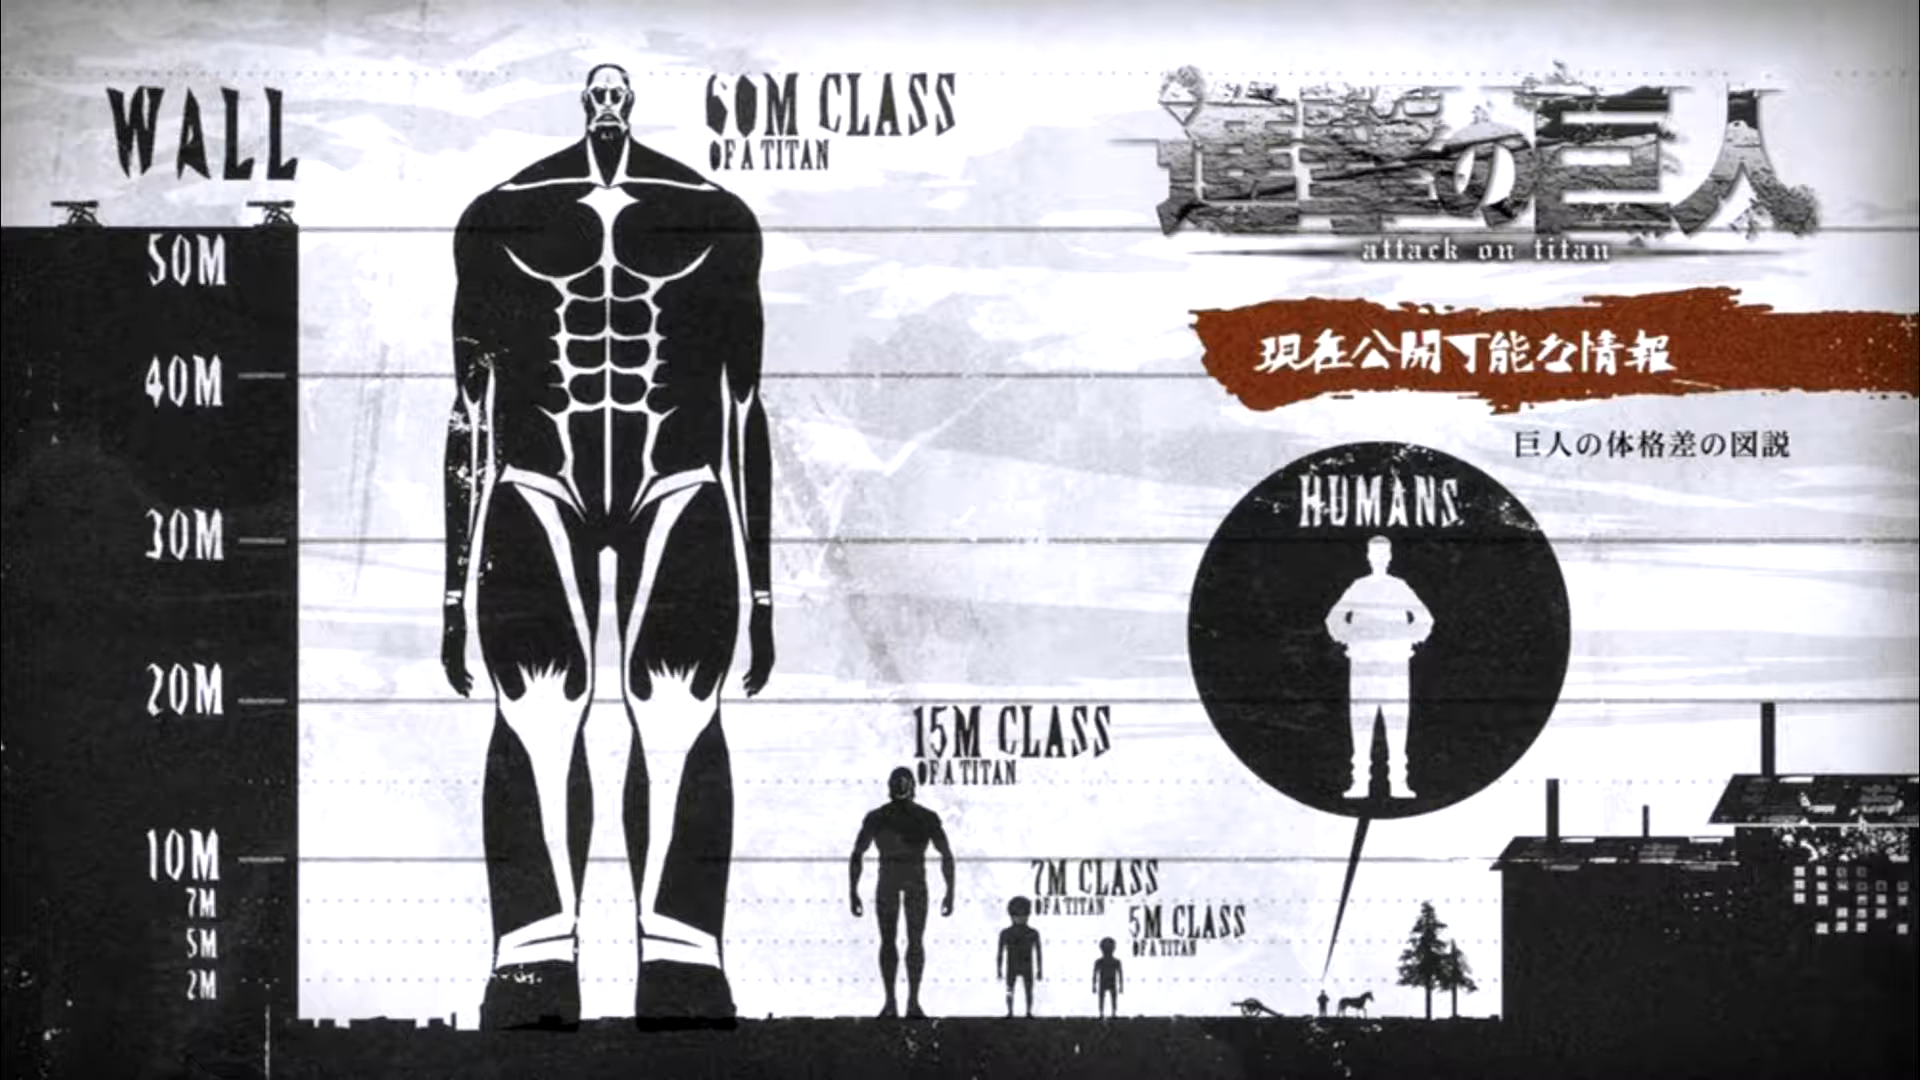 WALL
50M
40M
30M
20M
10M
7M
5M
2M
60M CLASS
OF A TITAN
15M CLASS
OF A TITAN
7M CLASS
OF A TITAN
5M CLASS
OF A TITAN
進撃の巨人
attack on titan
現在公開可能な情報
巨人の体格差の図説
HUMANS